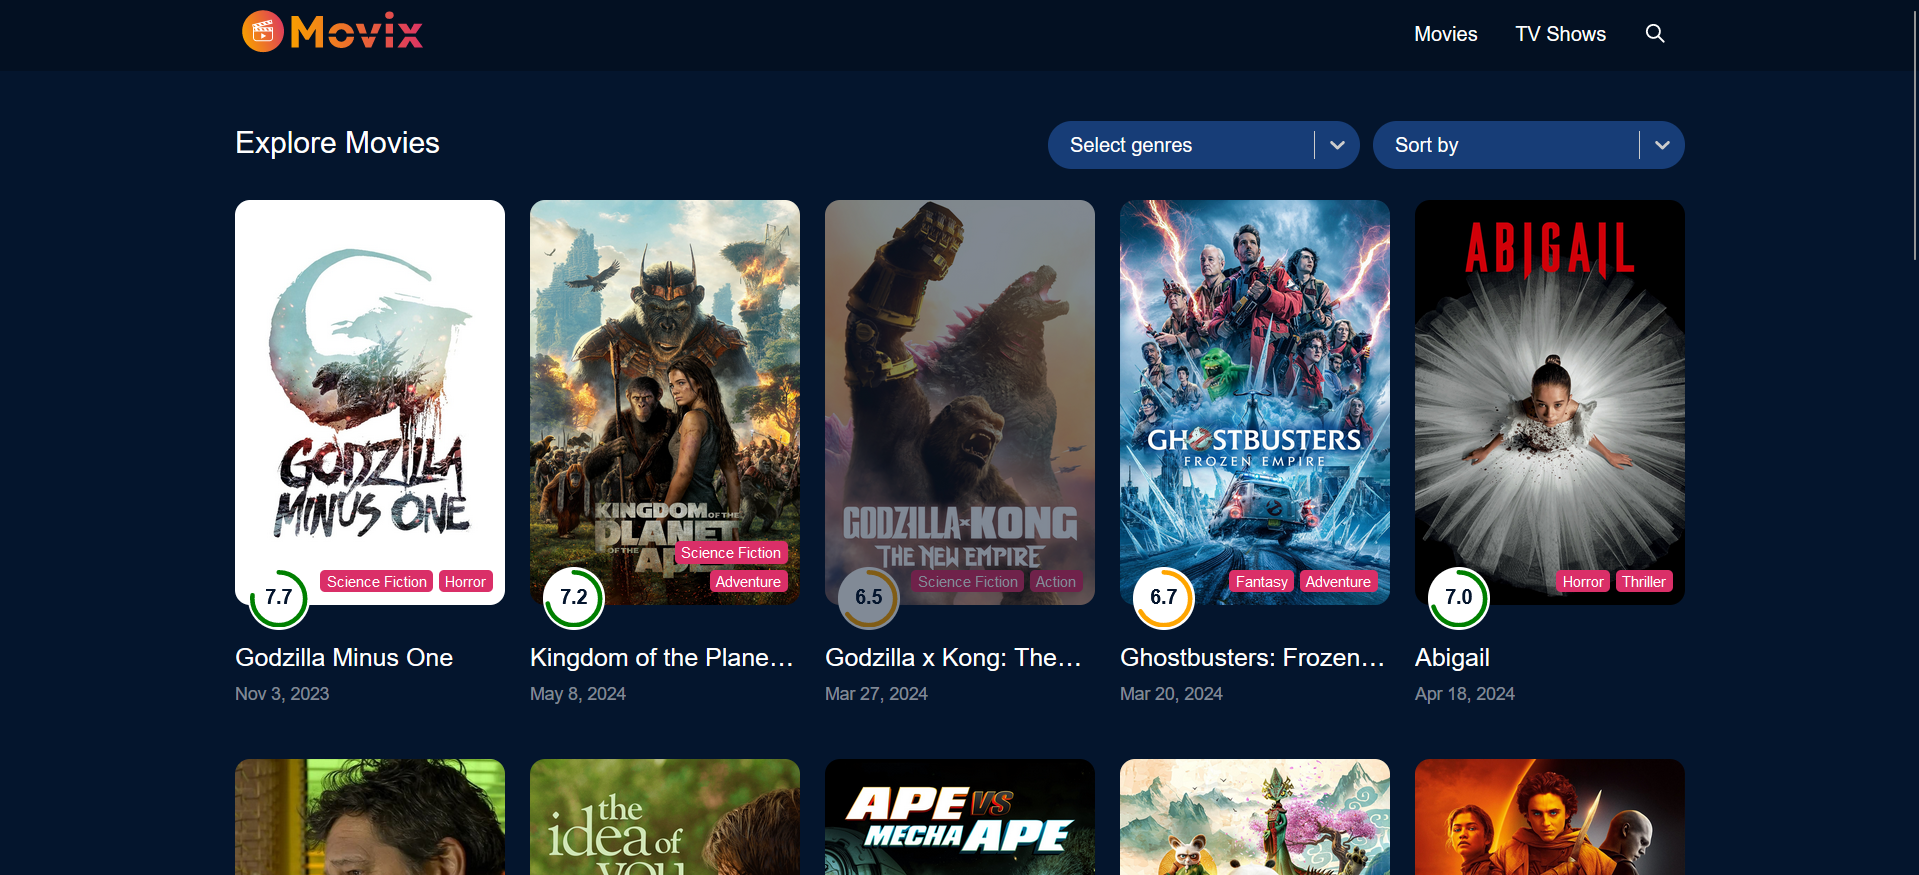 Movix
Movies
TV Shows
Explore Movies
Select genres
Sort by
GODZILLA
MINUS ONE
7.7
Science Fiction
Horror
Godzilla Minus One
Nov 3, 2023
KINGDOM OF THE
PLANET
OF THE APE
Science Fiction
Adventure
7.2
Kingdom of the Plane...
May 8, 2024
GODZILLA x KONG
THE NEW EMPIRE
Science Fiction
Action
6.5
Godzilla x Kong: The...
Mar 27, 2024
GHOSTBUSTERS
FROZEN EMPIRE
Fantasy
Adventure
6.7
Ghostbusters: Frozen...
Mar 20, 2024
ABIGAIL
Horror
Thriller
7.0
Abigail
Apr 18, 2024
the
idea of
you
APE VS
MECHA APE